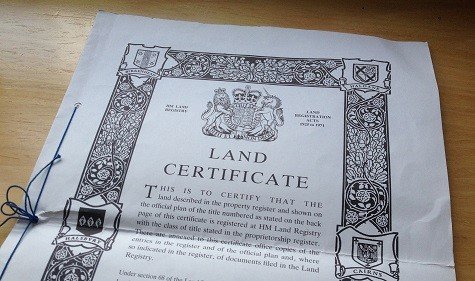 HM LAND
REGISTRY
LAND
REGISTRATION
ACTS
1925 to 1971
LAND
CERTIFICATE
THIS IS TO CERTIFY THAT THE
land described in the property register and shown on
the official plan of the title numbered as stated on the back
page of this certificate is registered at HM Land Registry
with the class of title stated in the proprietorship register.
There are annexed to this certificate office copies of the
entries in the register and of the official plan and, where
so indicated in the register, of documents filed in the Land
Registry.
HALSBURY
CAIRNS
Under section 68 of the